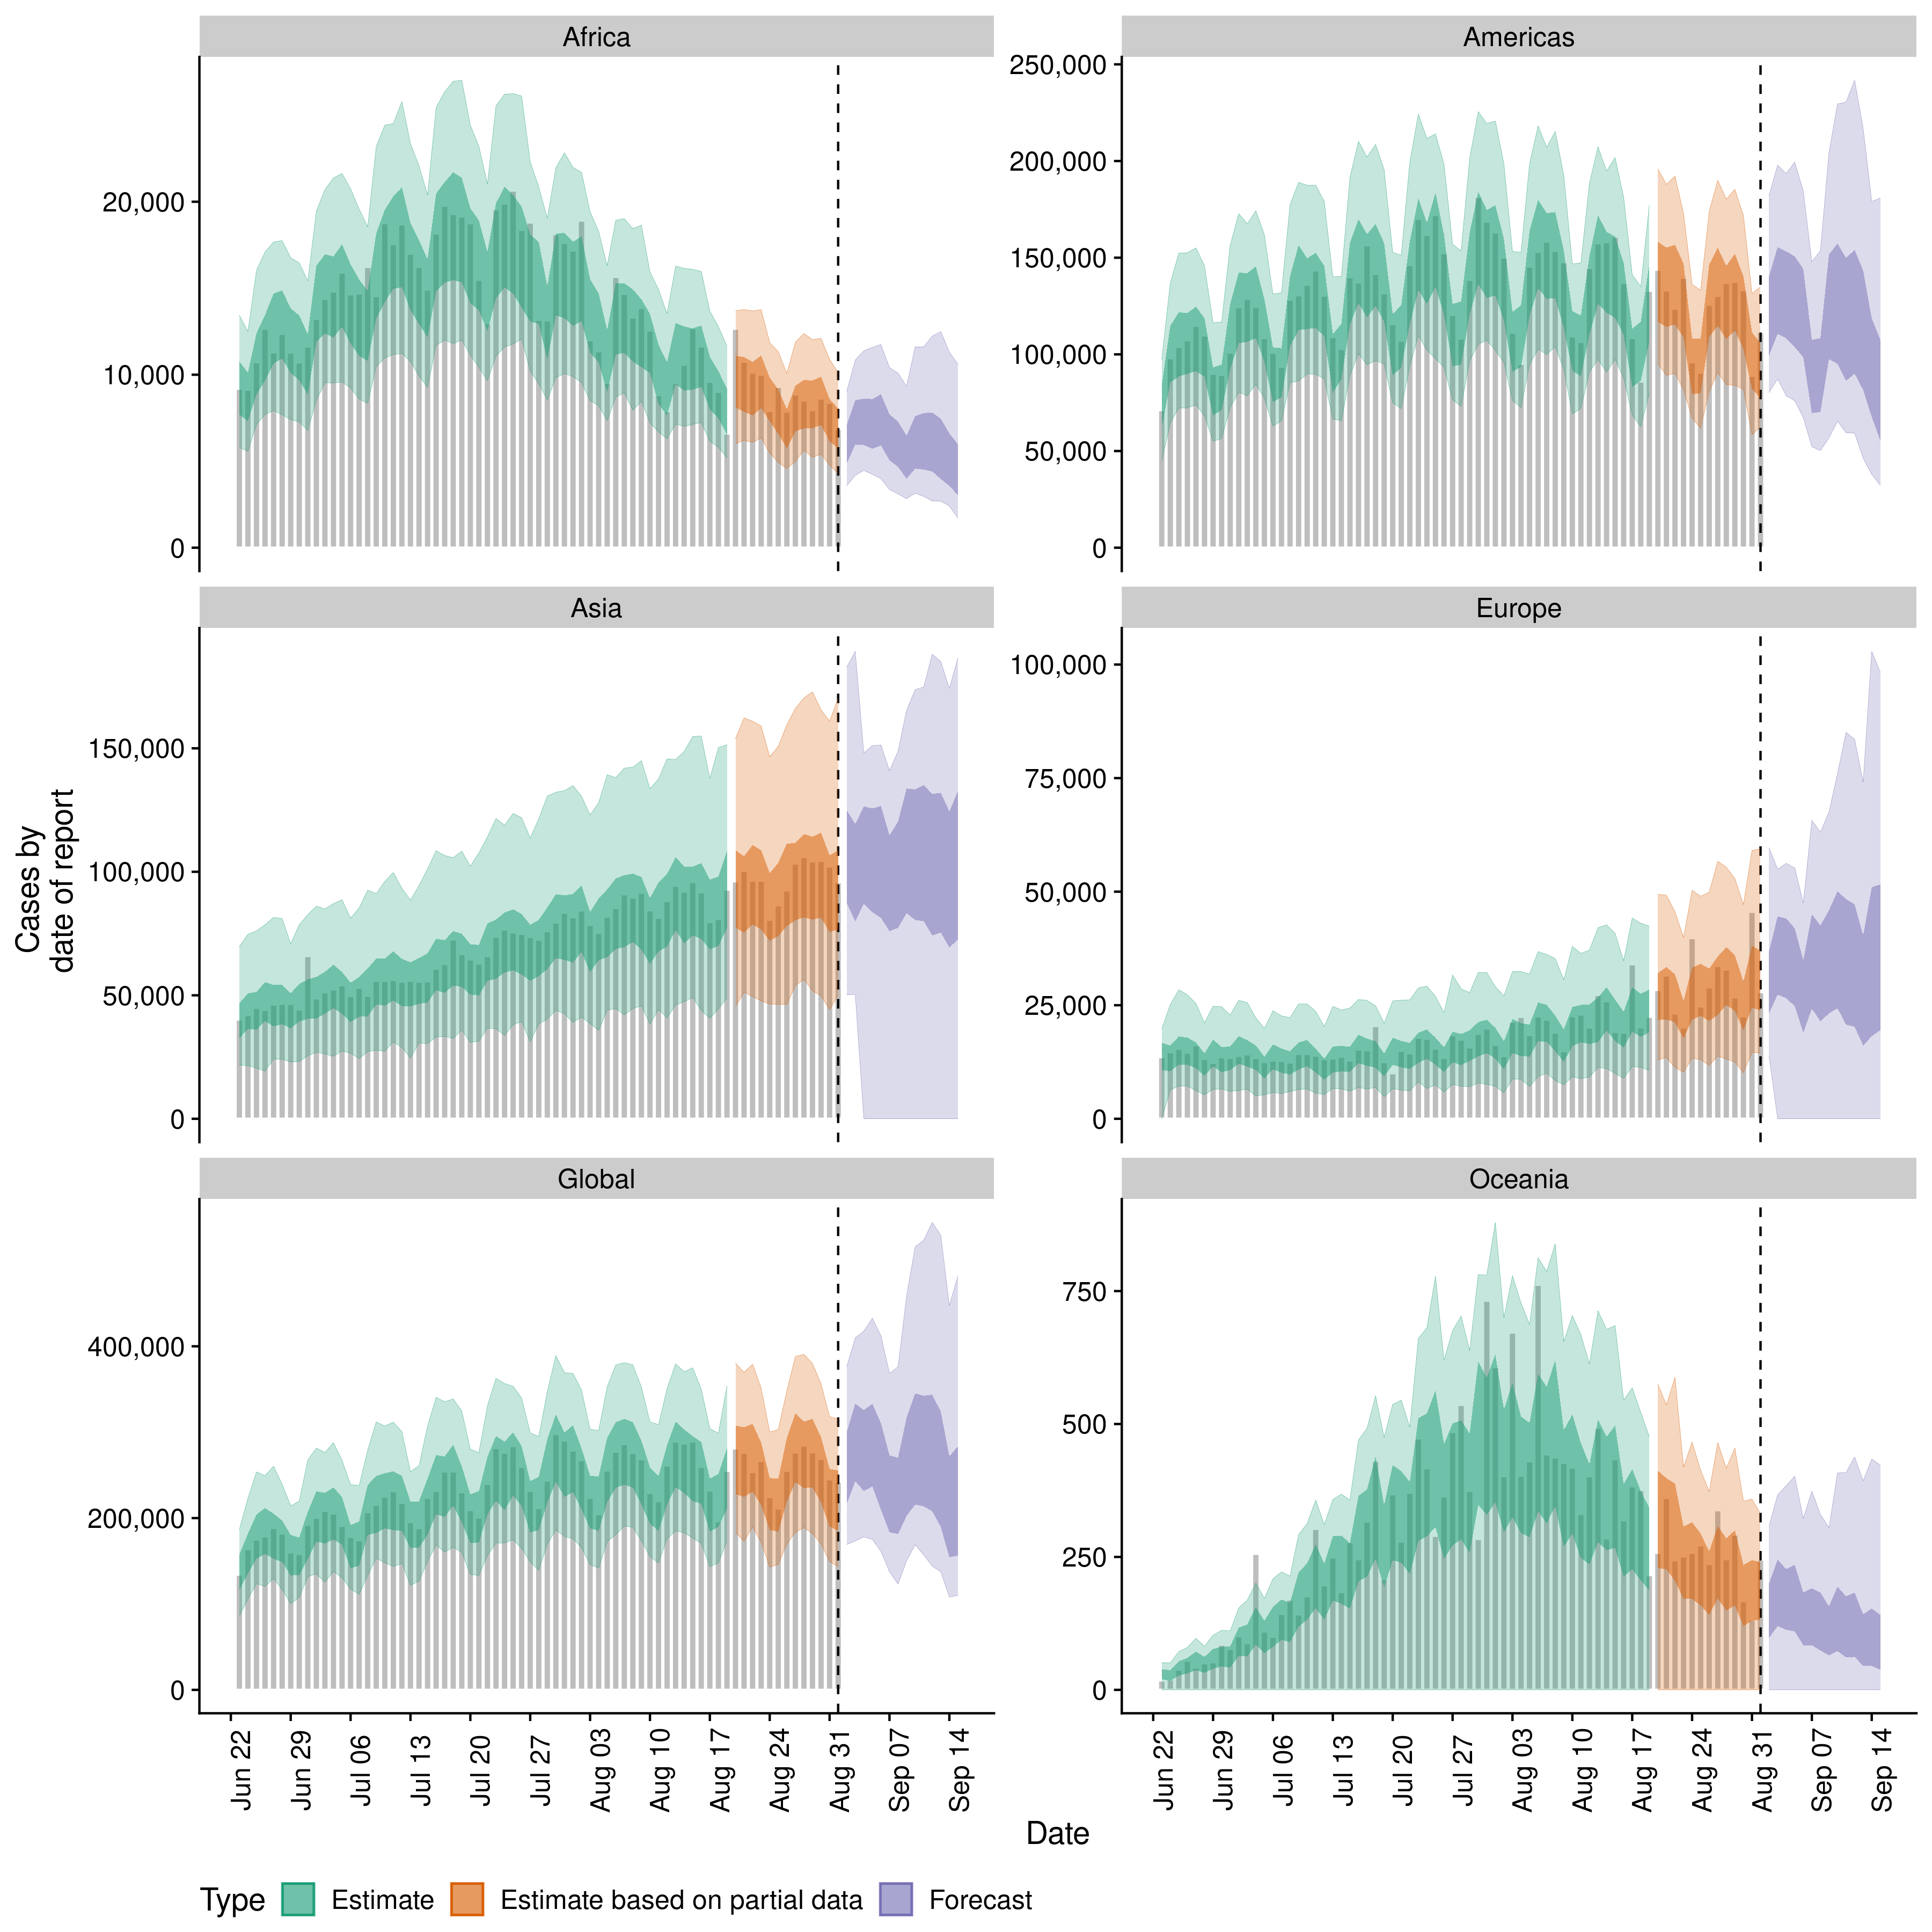 Africa
Americas
20,000
10,000
0
250,000
200,000
150,000
100,000
50,000
0
Asia
Europe
150,000
100,000
50,000
0
100,000
75,000
50,000
25,000
0
Global
Oceania
400,000
200,000
0
750
500
250
0
Cases by
date of report
Jun 22
Jun 29
Jul 06
Jul 13
Jul 20
Jul 27
Aug 03
Aug 10
Aug 17
Aug 24
Aug 31
Sep 07
Sep 14
Jun 22
Jun 29
Jul 06
Jul 13
Jul 20
Jul 27
Aug 03
Aug 10
Aug 17
Aug 24
Aug 31
Sep 07
Sep 14
Date
Type Estimate Estimate based on partial data Forecast